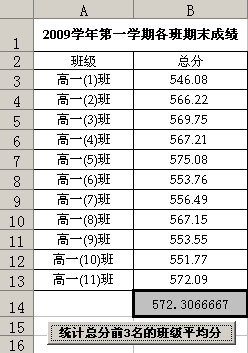 A B
1 2009学年第一学期各班期末成绩
2 班级 总分
3 高一(1)班 546.08
4 高一(2)班 566.22
5 高一(3)班 569.75
6 高一(4)班 567.21
7 高一(5)班 575.08
8 高一(6)班 553.76
9 高一(7)班 556.49
10 高一(8)班 567.15
11 高一(9)班 553.55
12 高一(10)班 551.77
13 高一(11)班 572.09
14 572.3066667
15 统计总分前3名的班级平均分
16